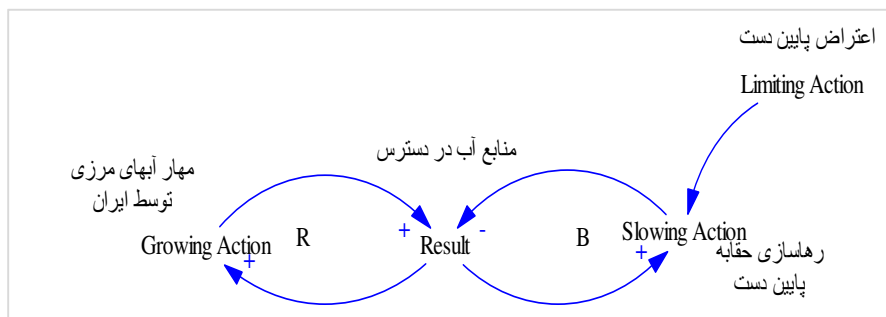 اعتراض پایین دست
Limiting Action
منابع آب در دسترس
مهار آبهای مرزی
توسط ایران
Growing Action
+
R
+
Result
-
B
Slowing Action
+
رهاسازی حقابه
پایین دست